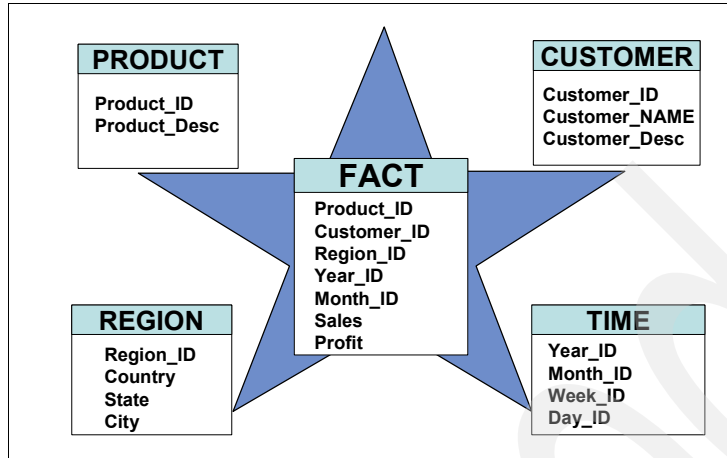 PRODUCT
Product_ID
Product_Desc
CUSTOMER
Customer_ID
Customer_NAME
Customer_Desc
FACT
Product_ID
Customer_ID
Region_ID
Year_ID
Month_ID
Sales
Profit
REGION
Region_ID
Country
State
City
TIME
Year_ID
Month_ID
Week_ID
Day_ID